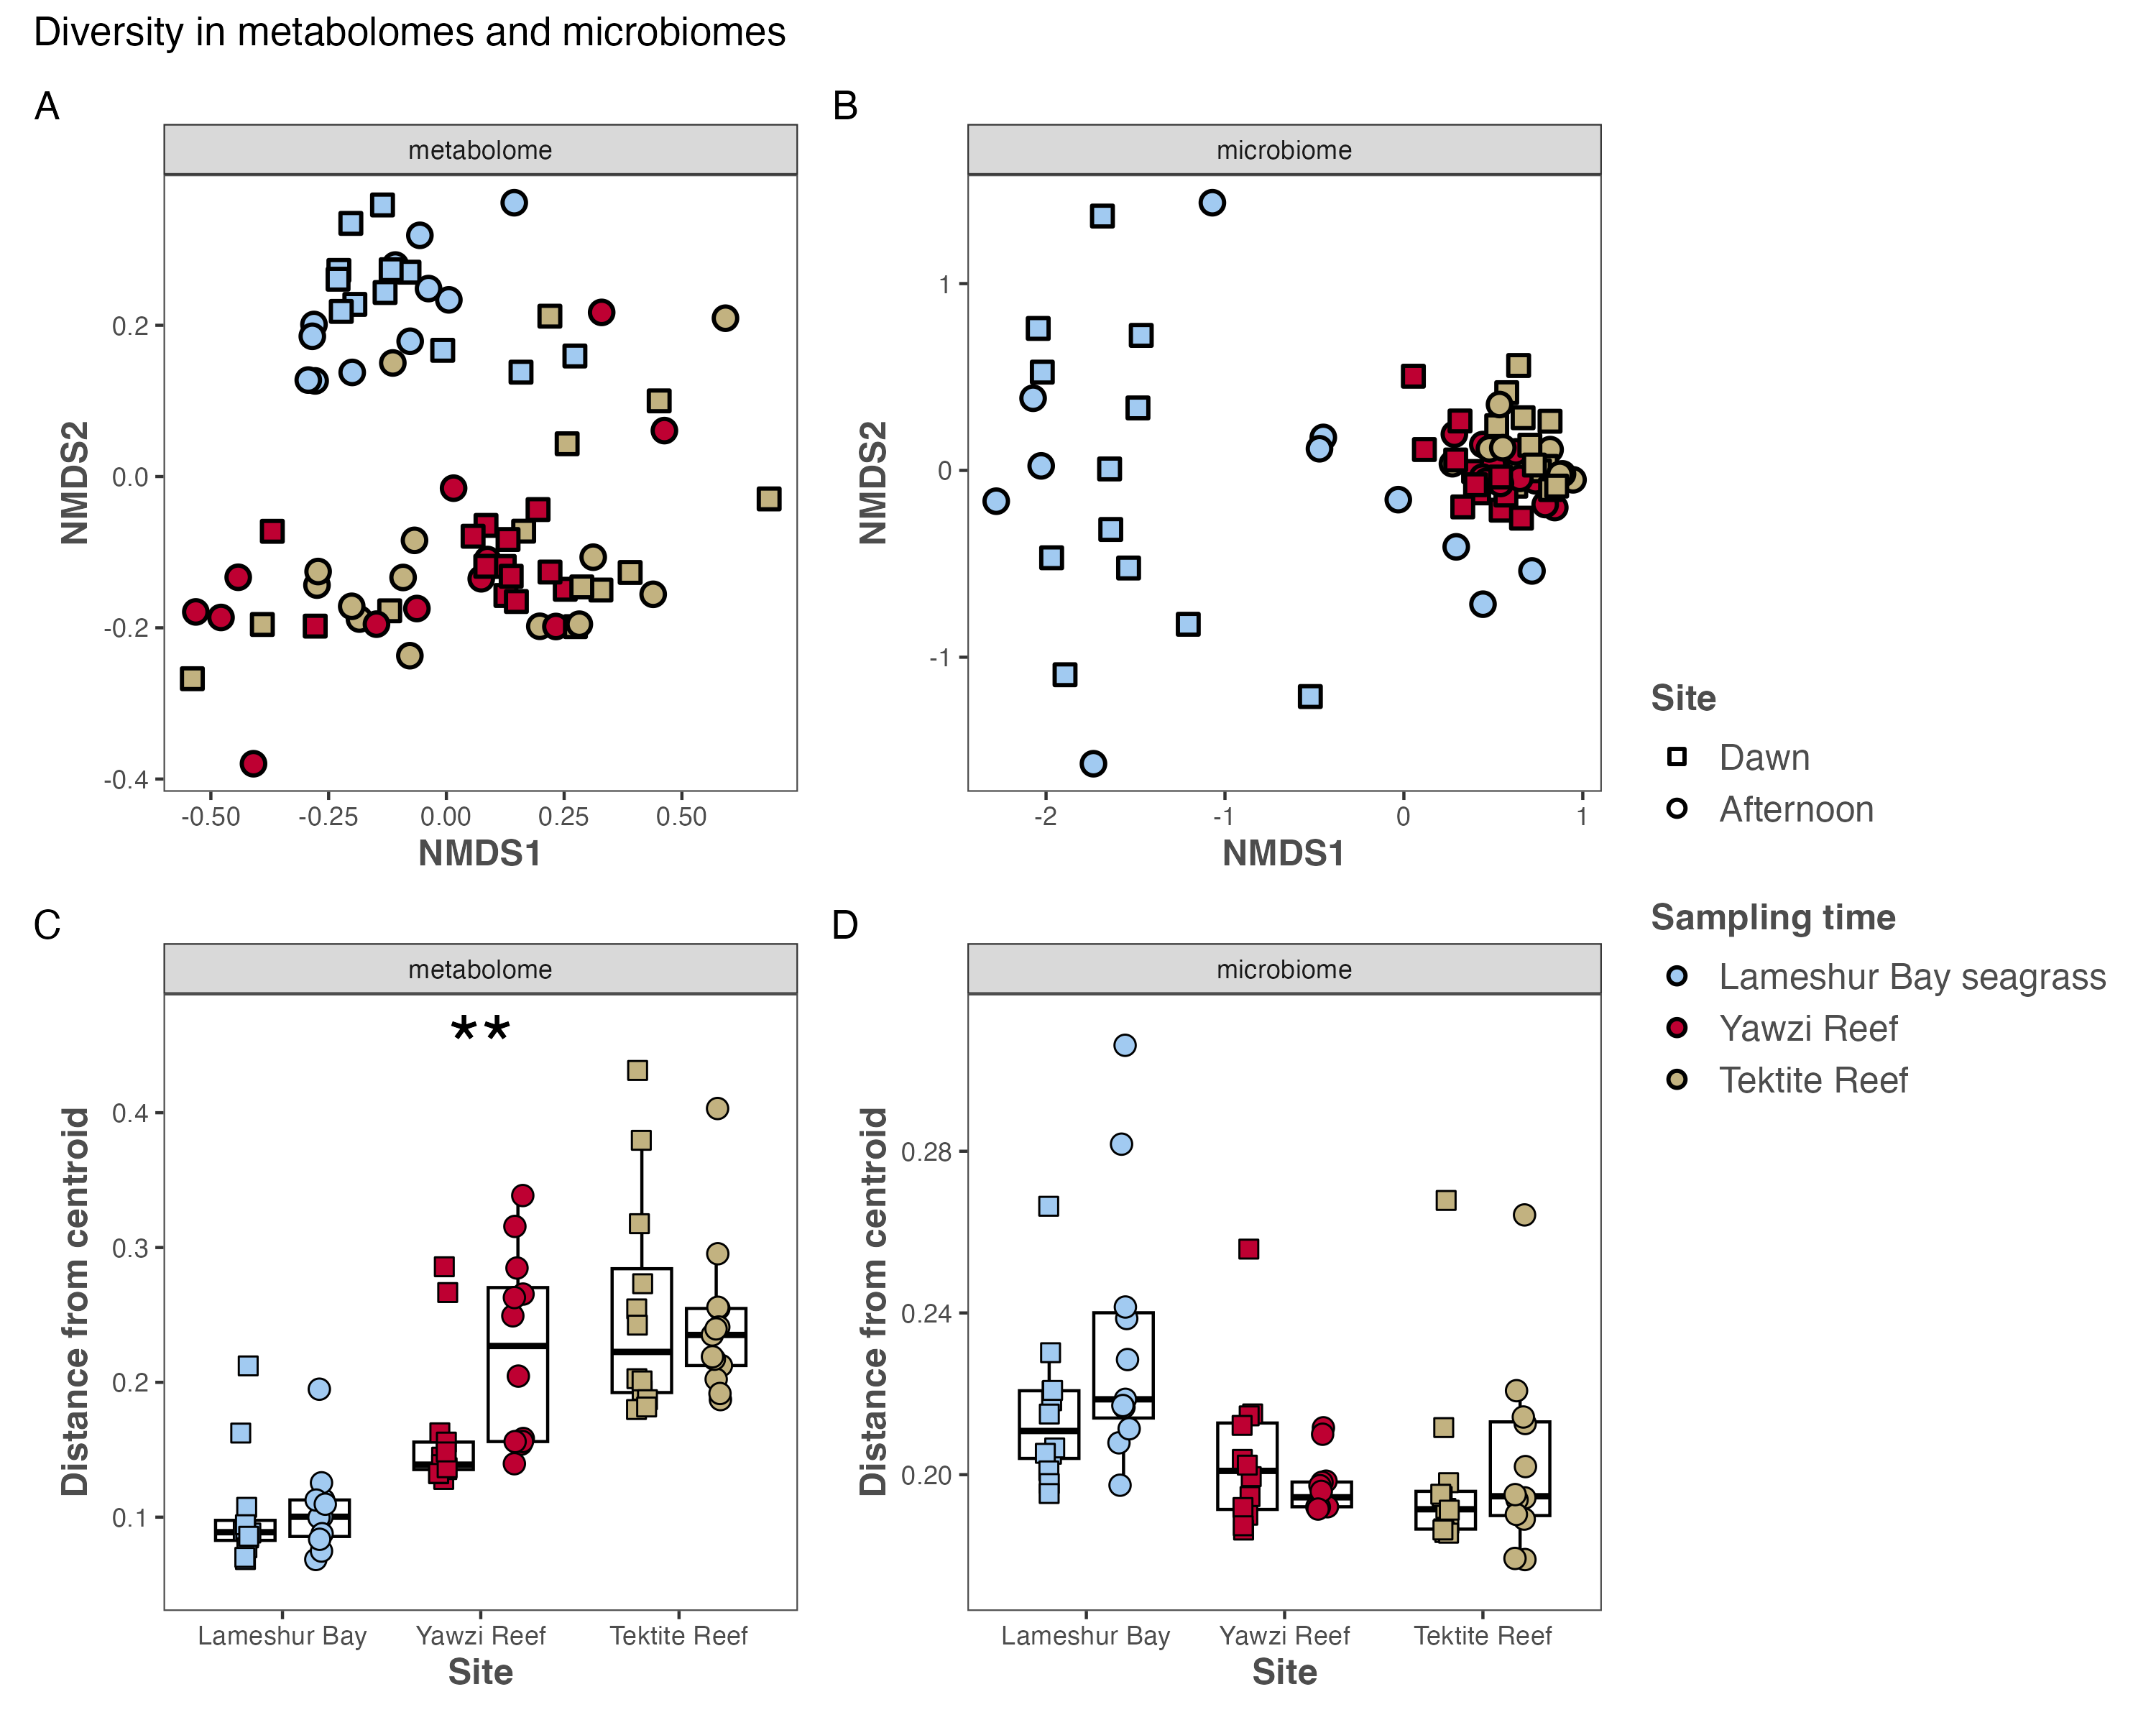 Diversity in metabolomes and microbiomes
A
metabolome
NMDS2
0.2
0.0
-0.2
-0.4
-0.50 -0.25 0.00 0.25 0.50
NMDS1
B
microbiome
NMDS2
1
0
-1
-2 -1 0 1
NMDS1
Site
Dawn
Afternoon
Sampling time
Lameshur Bay seagrass
Yawzi Reef
Tektite Reef
C
metabolome
**
Distance from centroid
0.4
0.3
0.2
0.1
Lameshur Bay Yawzi Reef Tektite Reef
Site
D
microbiome
Distance from centroid
0.28
0.24
0.20
Lameshur Bay Yawzi Reef Tektite Reef
Site